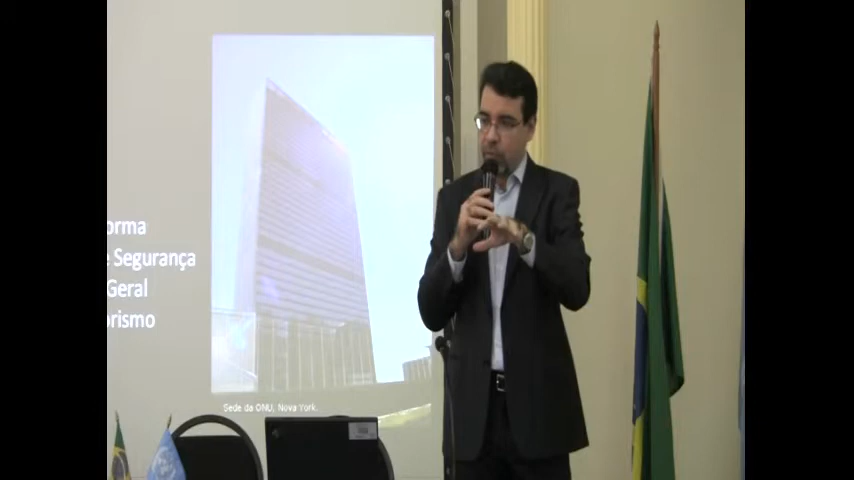 orma
e Segurança
Geral
orismo
Sede da ONU, Nova York.